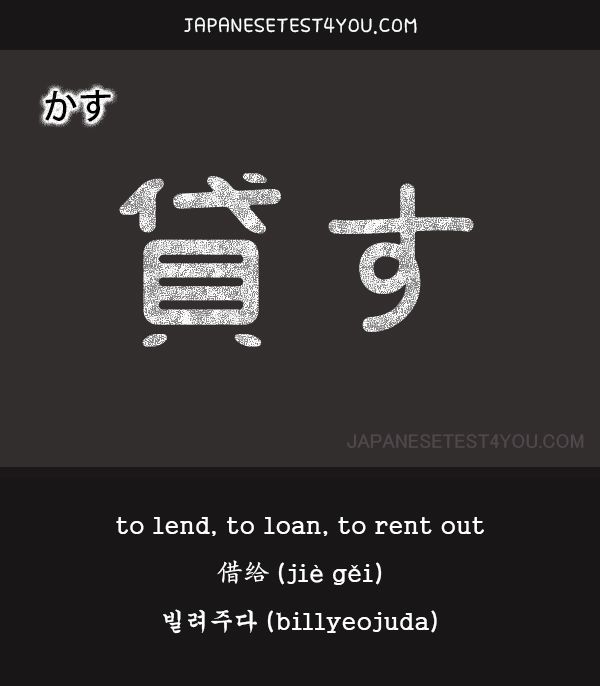 JAPANESETEST4YOU.COM
かす
貸す
JAPANESETEST4YOU.COM
to lend, to loan, to rent out
借给 (jiè gěi)
빌려주다 (billyeojuda)